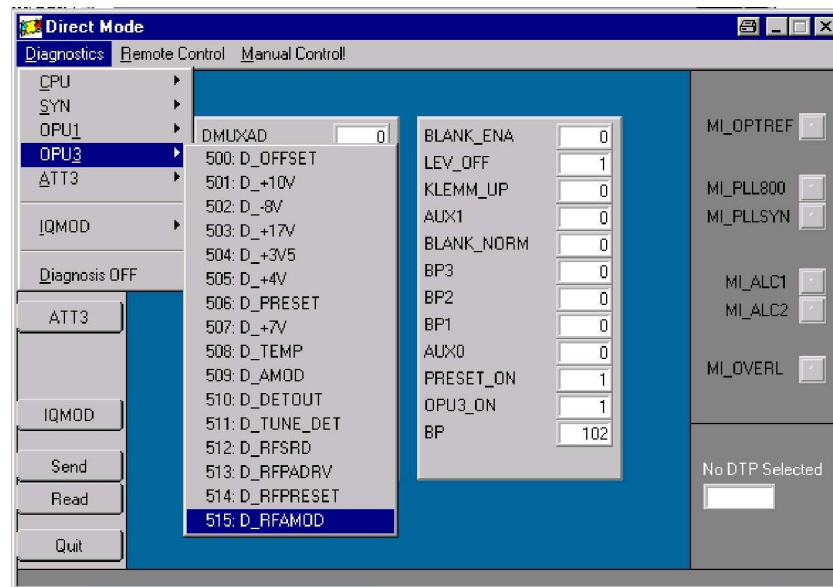 Direct Mode
Diagnostics Remote Control Manual Control!
CPU
SYN
OPU1
OPU3
ATT3
IQMOD
Diagnosis OFF
ATT3
IQMOD
Send
Read
Quit
DMUXAD 0
500: D_OFFSET
501: D_+10V
502: D_-8V
503: D_+17V
504: D_+3V5
505: D_+4V
506: D_PRESET
507: D_+7V
508: D_TEMP
509: D_AMOD
510: D_DETOUT
511: D_TUNE_DET
512: D_RFSRD
513: D_RFPADRV
514: D_RFPRESET
515: D_RFAMOD
BLANK_ENA 0
LEV_OFF 1
KLEMM_UP 0
AUX1 0
BLANK_NORM 0
BP3 0
BP2 0
BP1 0
AUX0 0
PRESET_ON 1
OPU3_ON 1
BP 102
MI_OPTREF
MI_PLL800
MI_PLLSYN
MI_ALC1
MI_ALC2
MI_OVERL
No DTP Selected